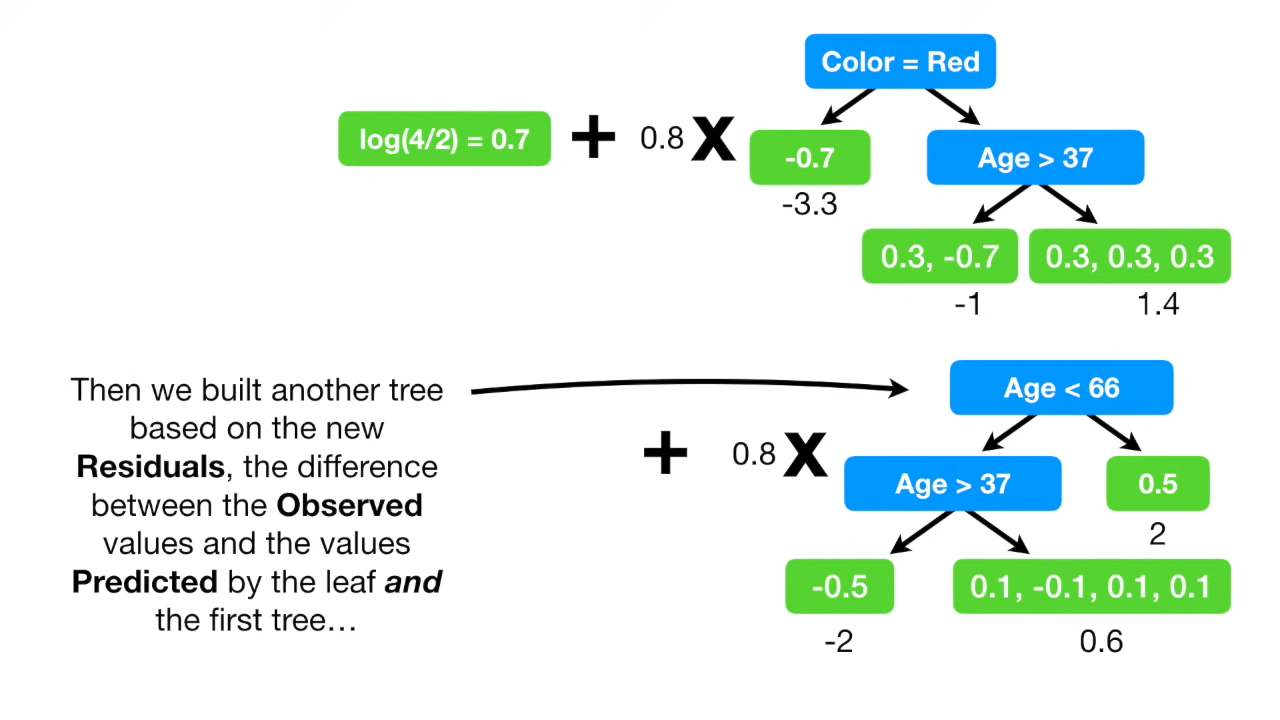 Color = Red
log(4/2) = 0.7
+
0.8 X
-0.7
Age > 37
-3.3
0.3, -0.7
0.3, 0.3, 0.3
-1
1.4
Then we built another tree
based on the new
Residuals, the difference
between the Observed
values and the values
Predicted by the leaf and
the first tree...
Age < 66
+
0.8 X
Age > 37
0.5
2
-0.5
0.1, -0.1, 0.1, 0.1
-2
0.6